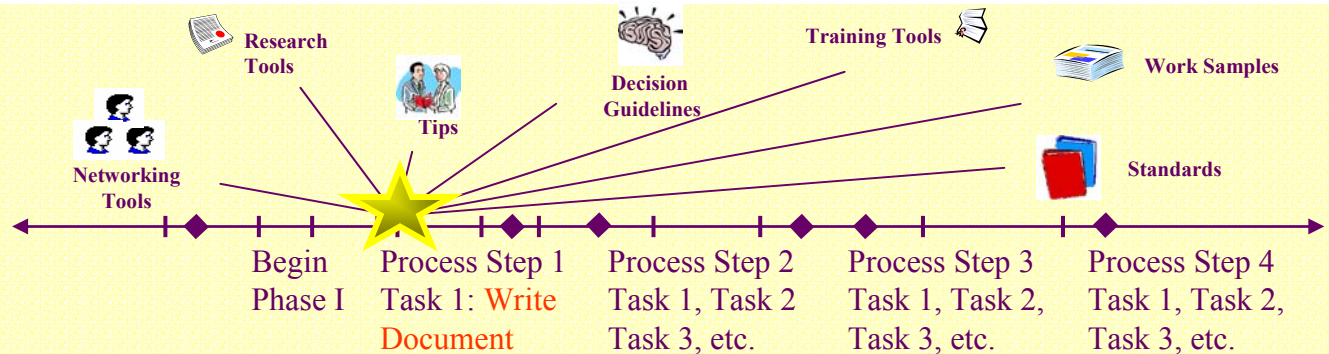 Research
Tools
Training Tools
Work Samples
Decision
Guidelines
Tips
Networking
Tools
Standards
Begin
Phase I
Process Step 1
Task 1: Write
Document
Process Step 2
Task 1, Task 2
Task 3, etc.
Process Step 3
Task 1, Task 2,
Task 3, etc.
Process Step 4
Task 1, Task 2,
Task 3, etc.